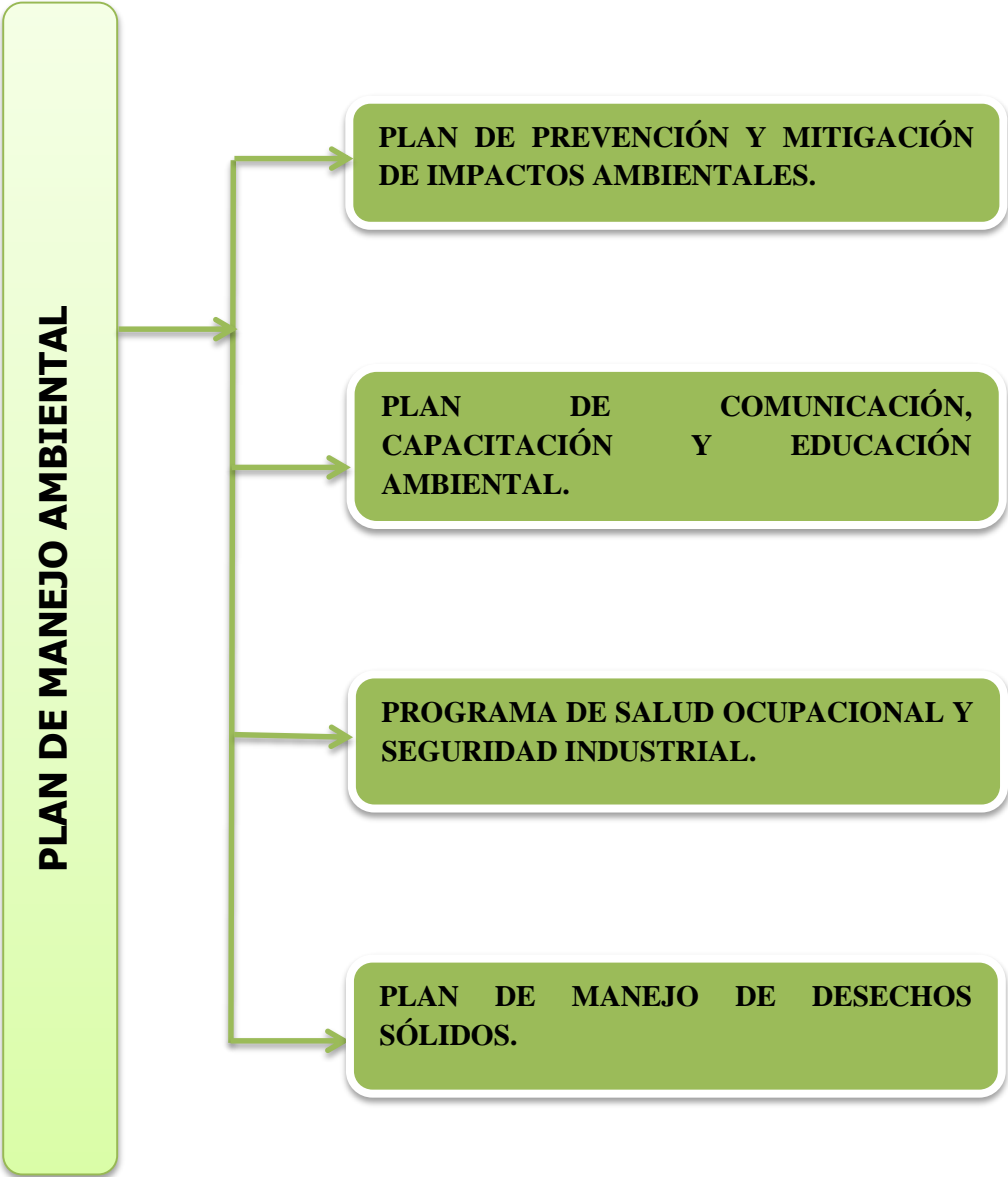 PLAN DE MANEJO AMBIENTAL
PLAN DE PREVENCIÓN Y MITIGACIÓN
DE IMPACTOS AMBIENTALES.
PLAN DE COMUNICACIÓN,
CAPACITACIÓN Y EDUCACIÓN
AMBIENTAL.
PROGRAMA DE SALUD OCUPACIONAL Y
SEGURIDAD INDUSTRIAL.
PLAN DE MANEJO DE DESECHOS
SÓLIDOS.